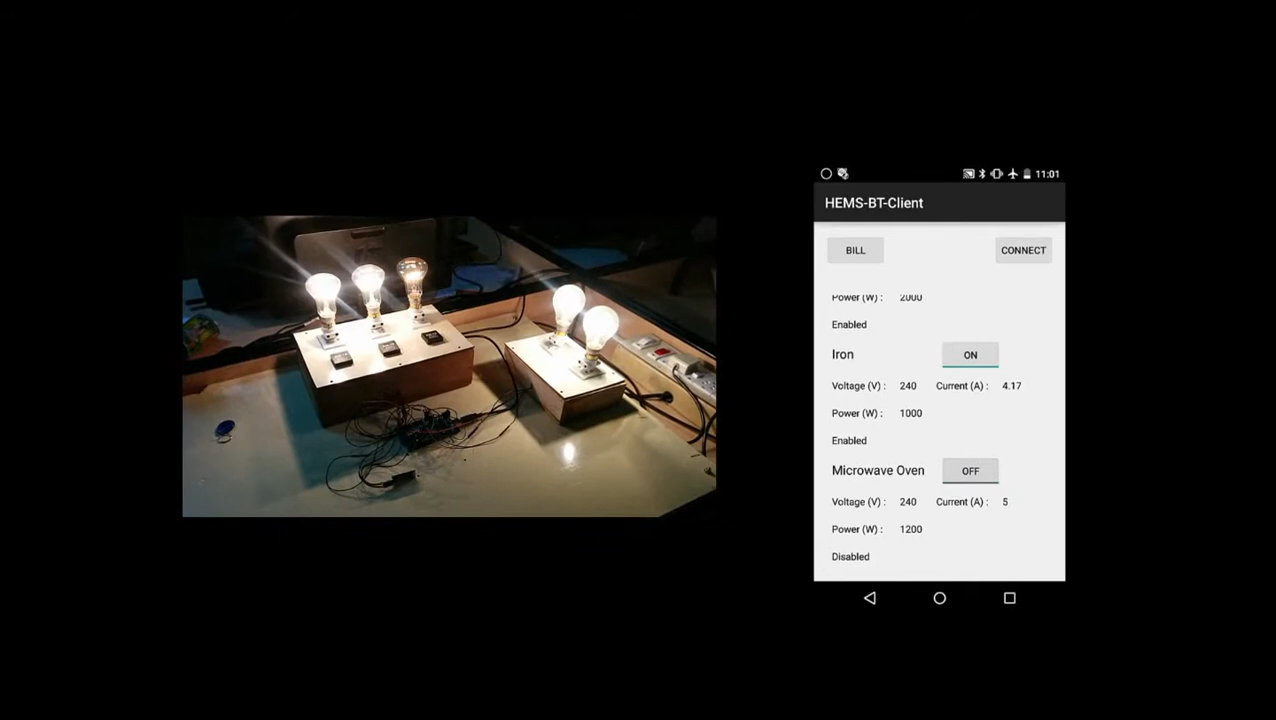 11:01
HEMS-BT-Client
BILL CONNECT
Power (W) : 2000
Enabled
Iron ON
Voltage (V) : 240 Current (A) : 4.17
Power (W) : 1000
Enabled
Microwave Oven OFF
Voltage (V) : 240 Current (A) : 5
Power (W) : 1200
Disabled